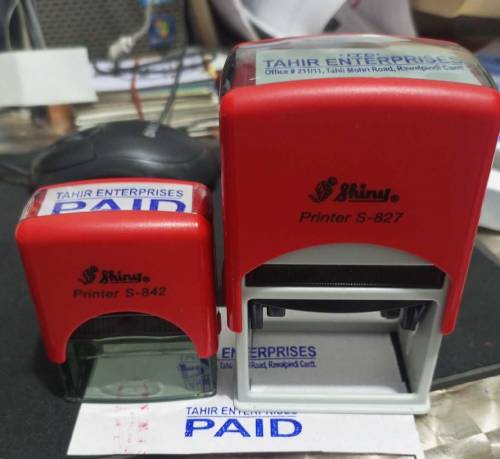 TAHIR ENTERPRISES
Office # 211/11, Tahli Mohri Road, Rawalpindi Cantt.
Shiny®
Printer S-827
TAHIR ENTERPRISES
PAID
Shiny®
Printer S-842
ENTERPRISES
Road, Rawalpindi Cantt.
TAHIR ENTERPRISES
PAID